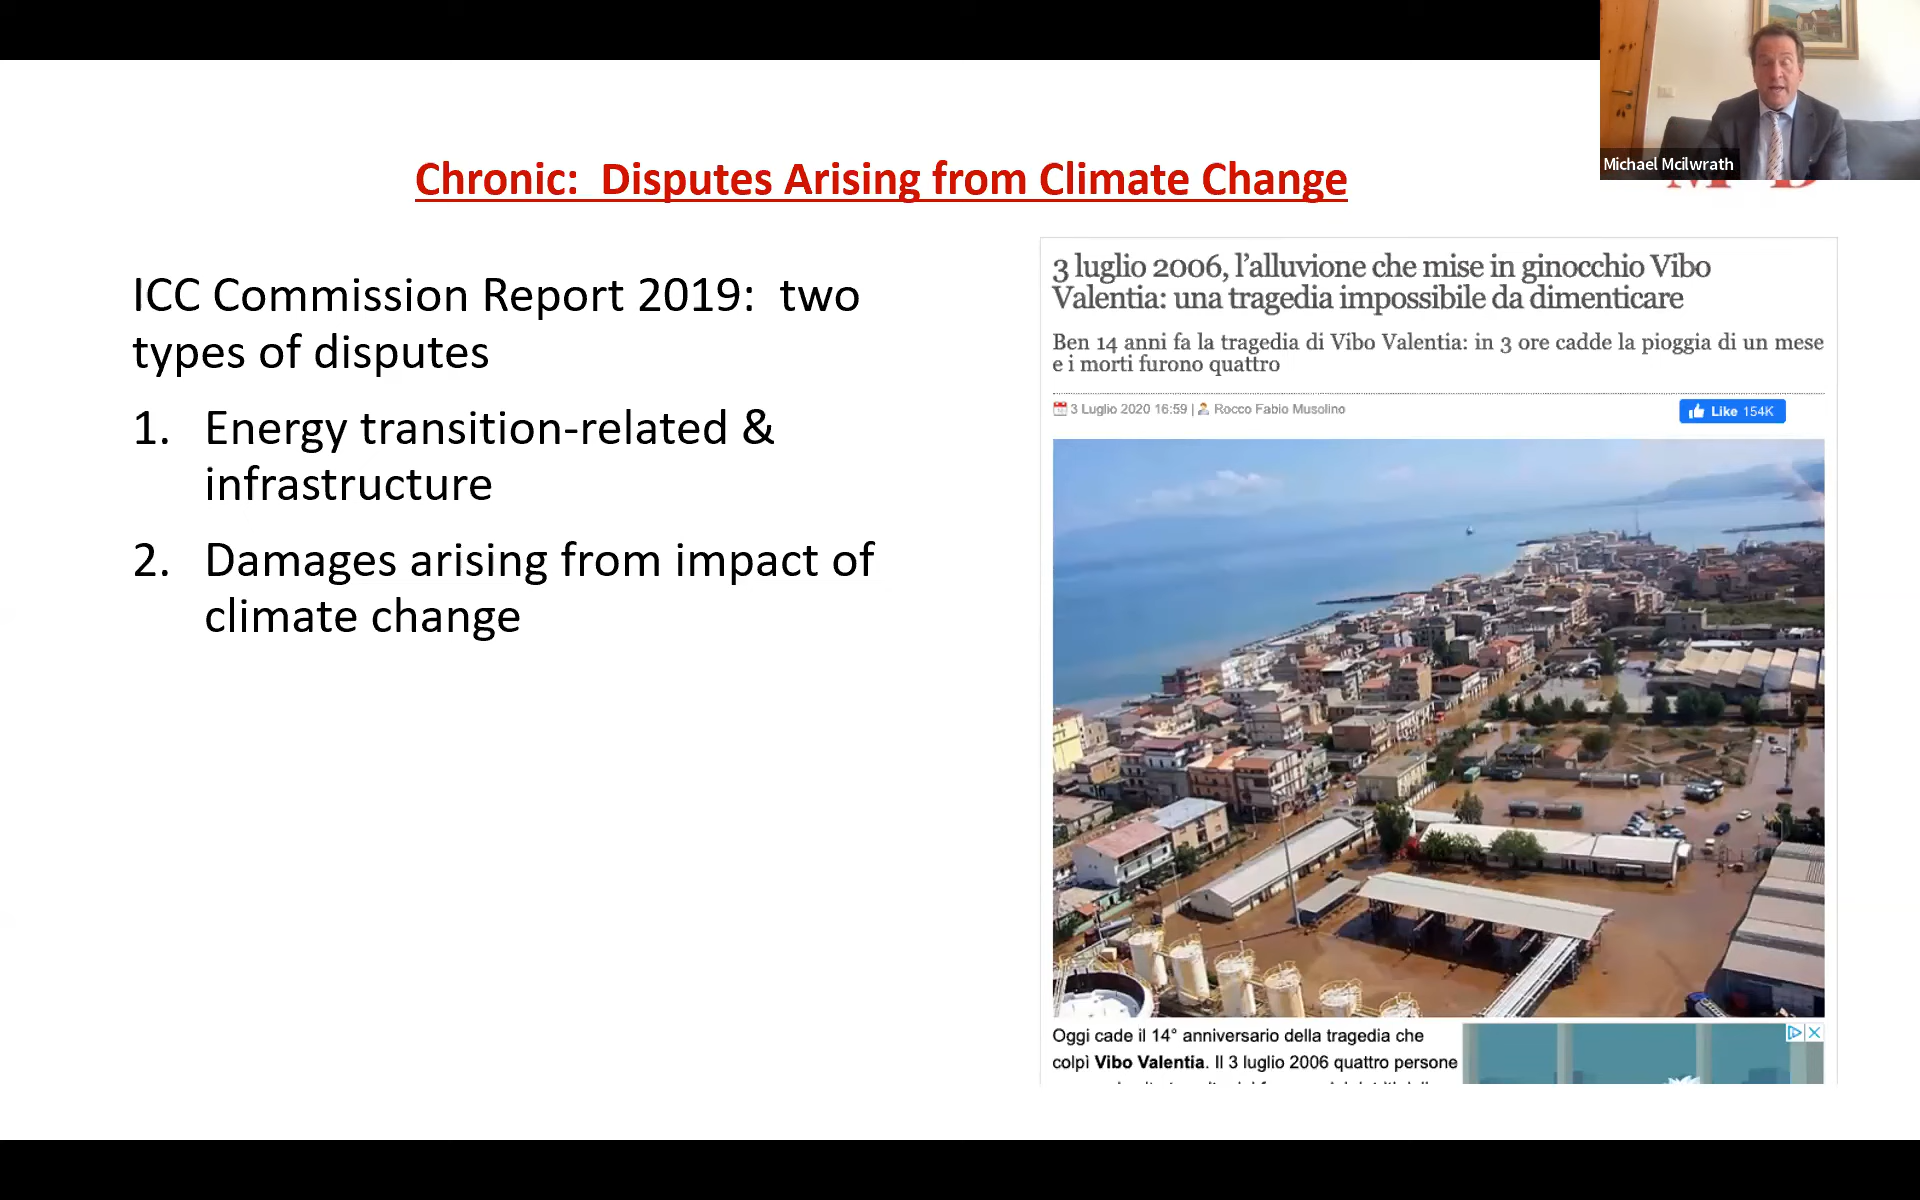 Michael McIlwrath
Chronic:  Disputes Arising from Climate Change
ICC Commission Report 2019:  two
types of disputes
1. Energy transition-related &
infrastructure
2. Damages arising from impact of
climate change
3 luglio 2006, l'alluvione che mise in ginocchio Vibo
Valentia: una tragedia impossibile da dimenticare
Ben 14 anni fa la tragedia di Vibo Valentia: in 3 ore cadde la pioggia di un mese
e i morti furono quattro
3 Luglio 2020 16:59 | Rocco Fabio Musolino
Like 154K
Oggi cade il 14° anniversario della tragedia che
colpì Vibo Valentia. Il 3 luglio 2006 quattro persone